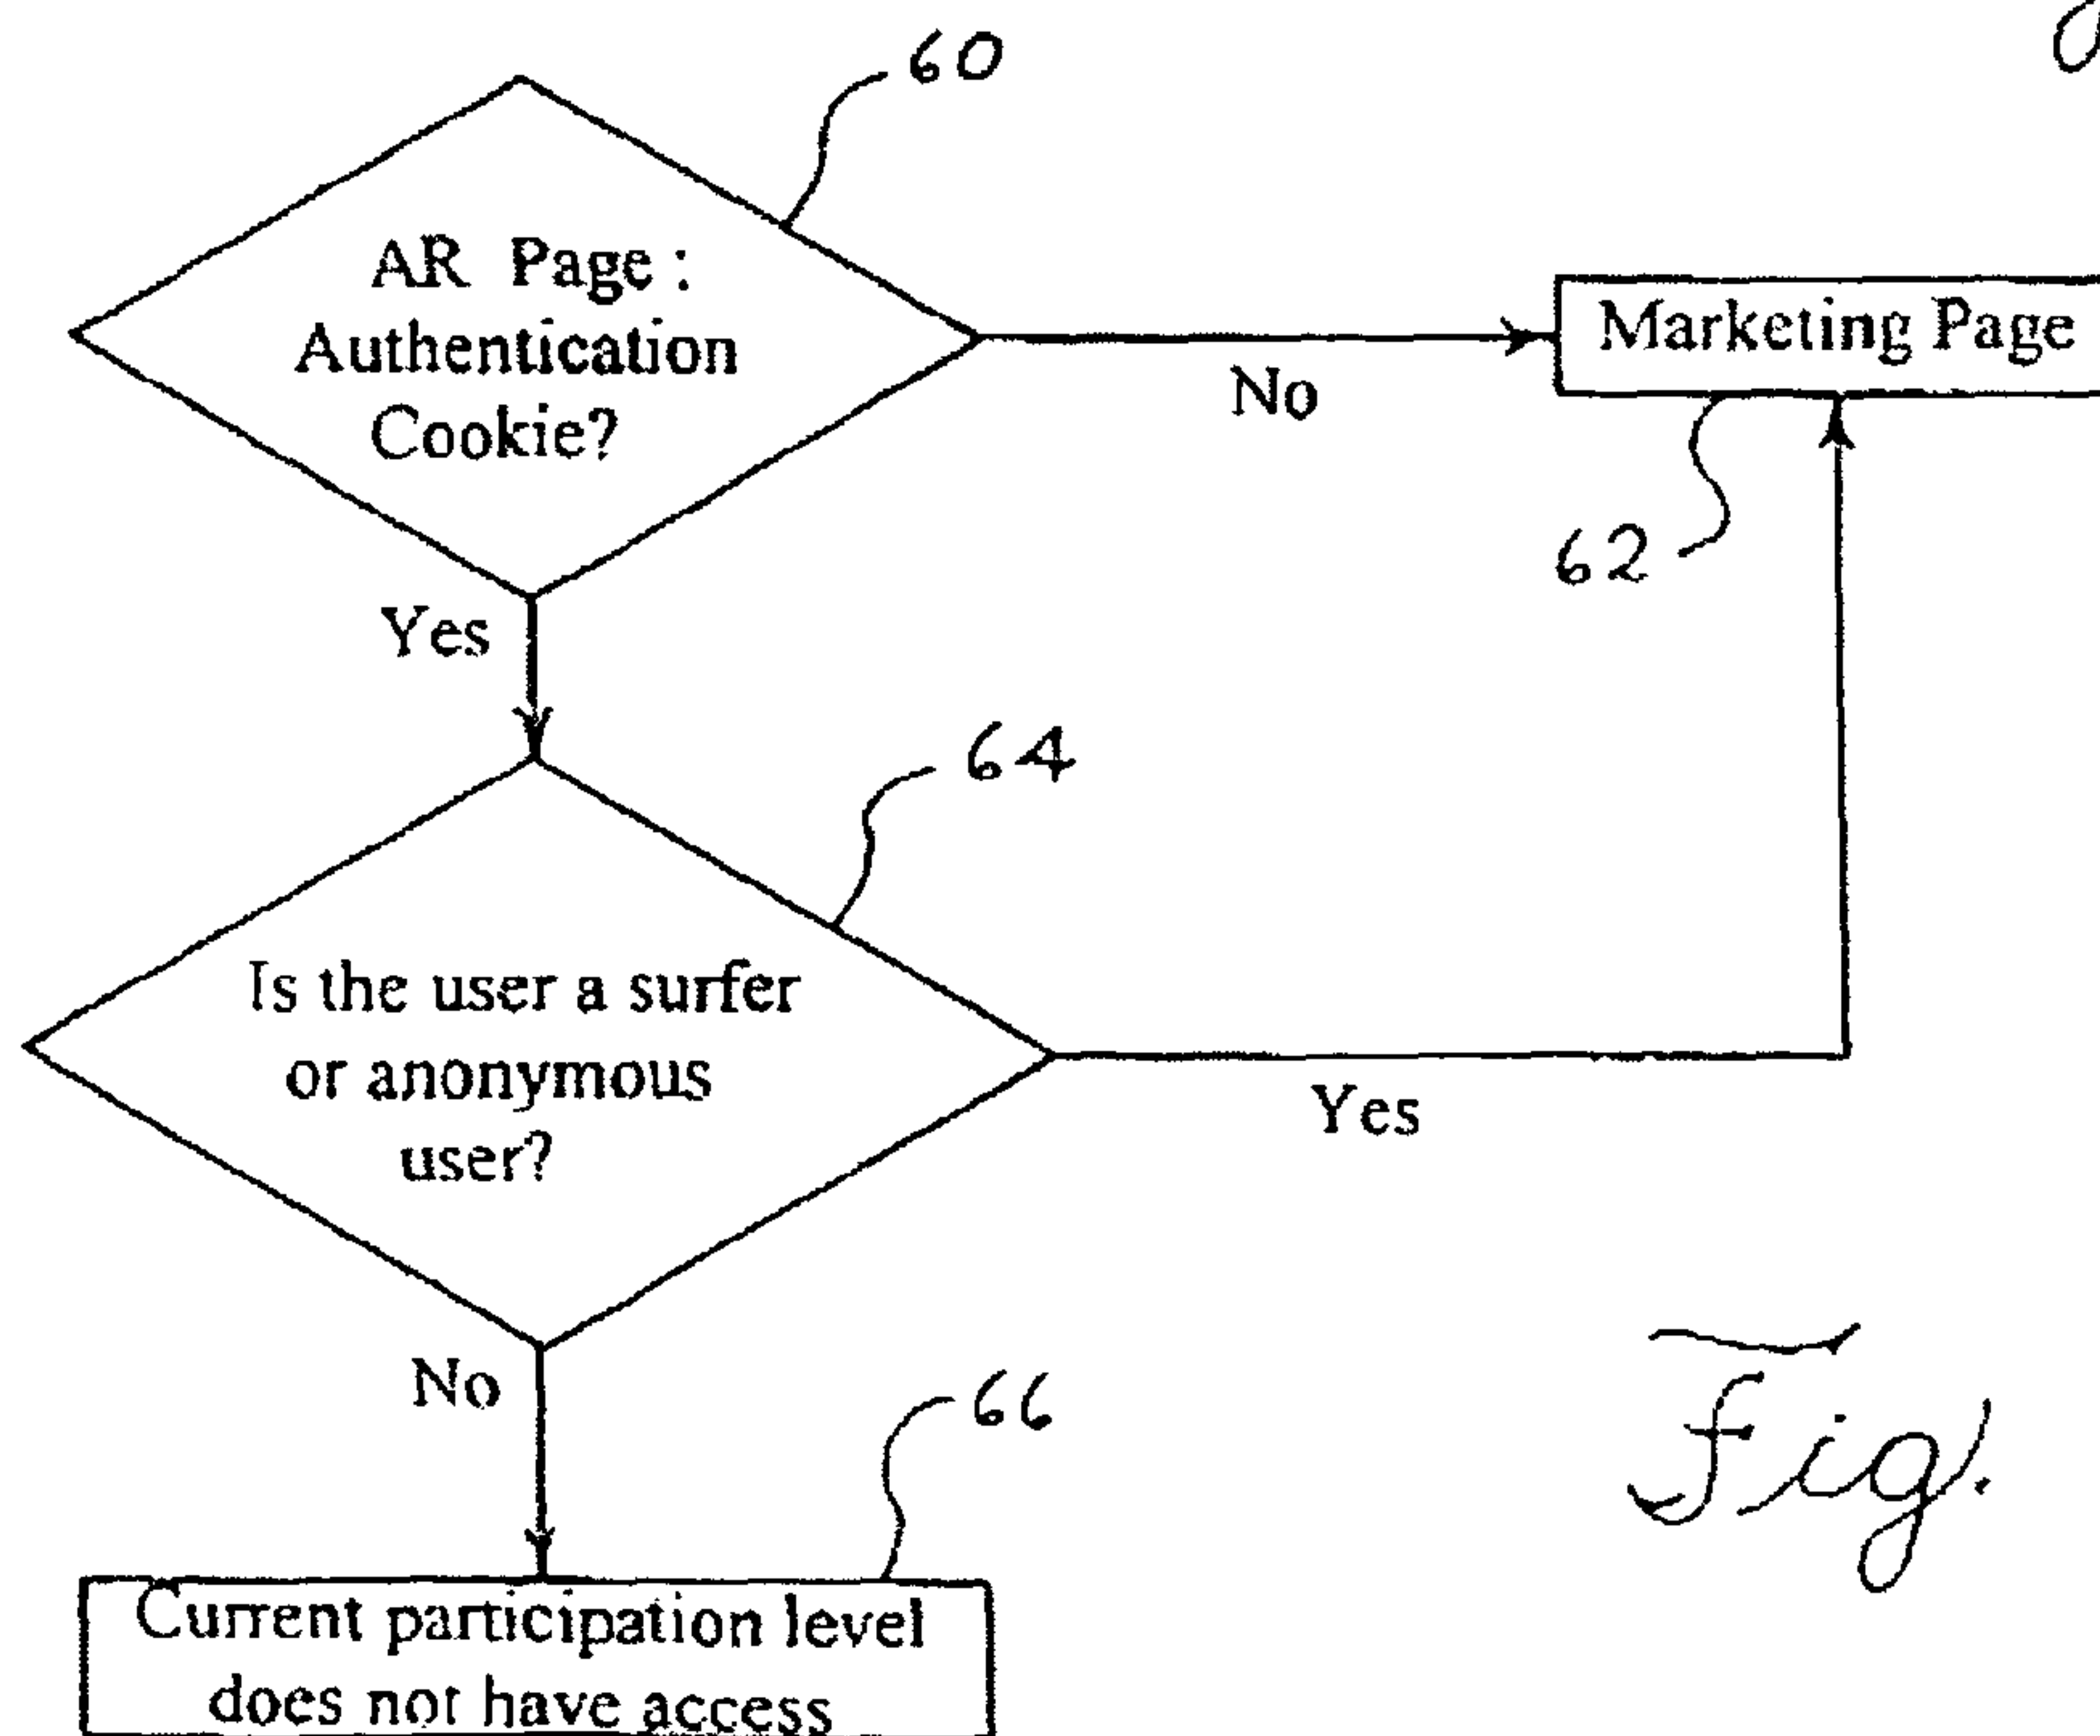 60
AR Page :
Authentication
Cookie?
No
Marketing Page
62
Yes
64
Is the user a surfer
or anonymous
user?
Yes
No
66
Current participation level
does not have access
Fig.